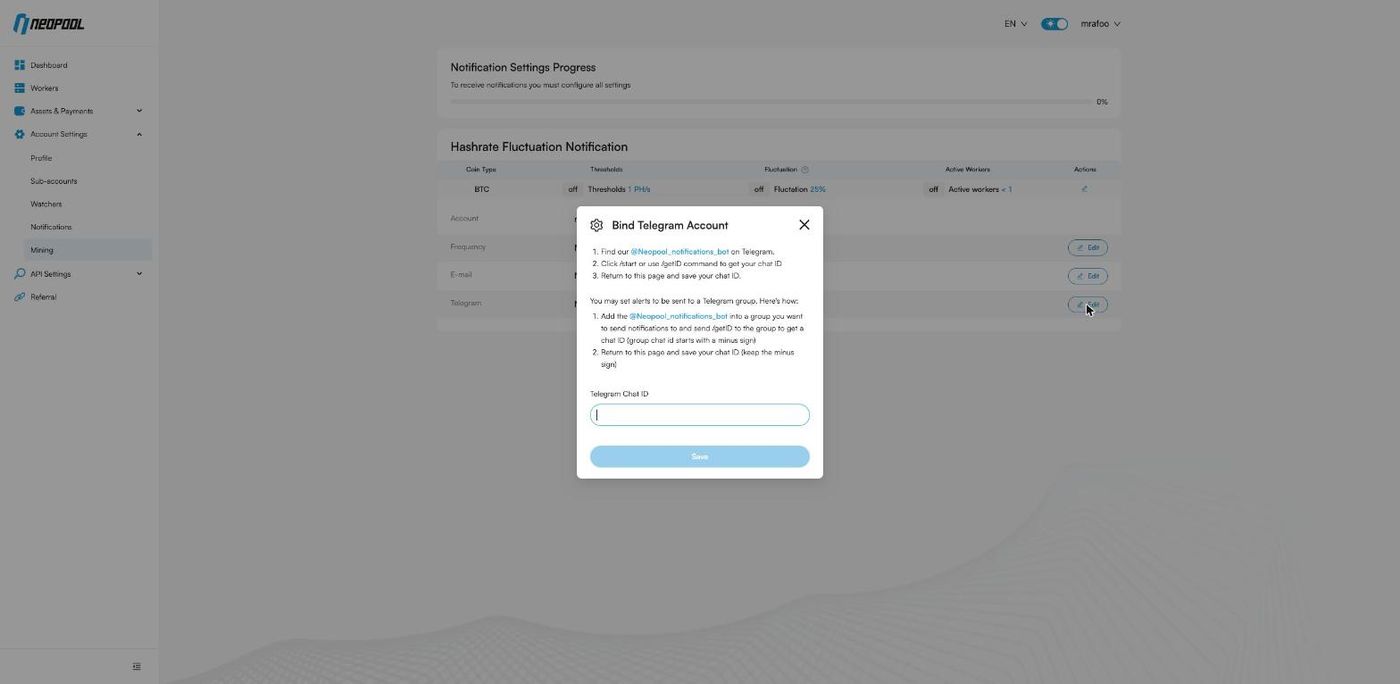 NEOPOOL
EN
mrafoo
Dashboard
Workers
Assets & Payments
Account Settings
Profile
Sub-accounts
Watchers
Notifications
Mining
API Settings
Referral
Notification Settings Progress
To receive notifications you must configure all settings
0%
Hashrate Fluctuation Notification
Coin Type Thresholds Fluctuation Active Workers Actions
BTC off Thresholds 1 PH/s off Fluctation 25% off Active workers < 1
Account
Frequency Edit
E-mail Edit
Telegram Edit
Bind Telegram Account
1. Find our @Neopool_notifications_bot on Telegram.
2. Click /start or use /getID command to get your chat ID
3. Return to this page and save your chat ID.
You may set alerts to be sent to a Telegram group. Here's how:
1. Add the @Neopool_notifications_bot into a group you want
to send notifications to and send /getID to the group to get a
chat ID (group chat id starts with a minus sign)
2. Return to this page and save your chat ID (keep the minus
sign)
Telegram Chat ID
Save